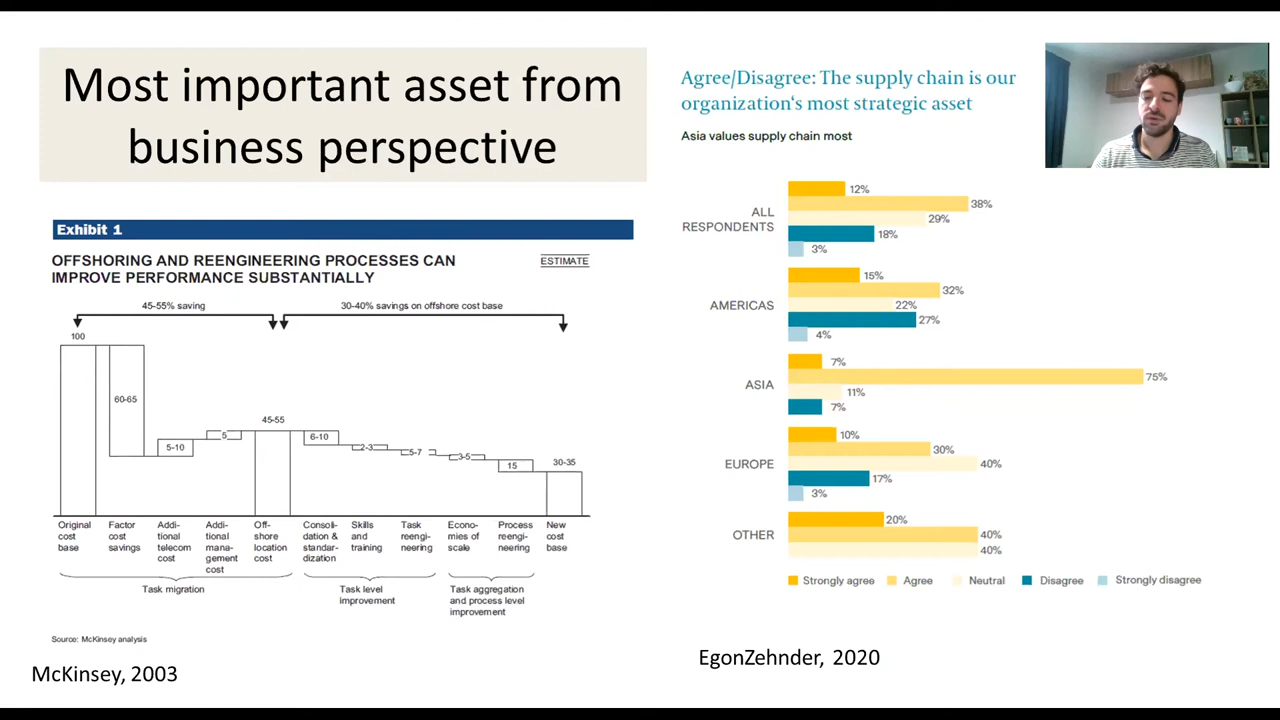 Most important asset from
business perspective
Exhibit 1
OFFSHORING AND REENGINEERING PROCESSES CAN
IMPROVE PERFORMANCE SUBSTANTIALLY
ESTIMATE
45-55% saving
30-40% savings on offshore cost base
100
60-65
5-10
5
45-55
6-10
2-3
5-7
3-5
15
30-35
Original
cost
base
Factor
cost
savings
Addi-
tional
telecom
cost
Addi-
tional
mana-
gement
cost
Off-
shore
location
cost
Consoli-
dation &
standar-
dization
Skills
and
training
Task
reengi-
neering
Econo-
mies of
scale
Process
reengi-
neering
New
cost
base
Task migration
Task level
improvement
Task aggregation
and process level
improvement
Source: McKinsey analysis
McKinsey, 2003
Agree/Disagree: The supply chain is our
organization‘s most strategic asset
Asia values supply chain most
ALL
RESPONDENTS
12%
38%
29%
18%
3%
AMERICAS
15%
32%
22%
27%
4%
ASIA
7%
75%
11%
7%
EUROPE
10%
30%
40%
17%
3%
OTHER
20%
40%
40%
Strongly agree
Agree
Neutral
Disagree
Strongly disagree
EgonZehnder, 2020